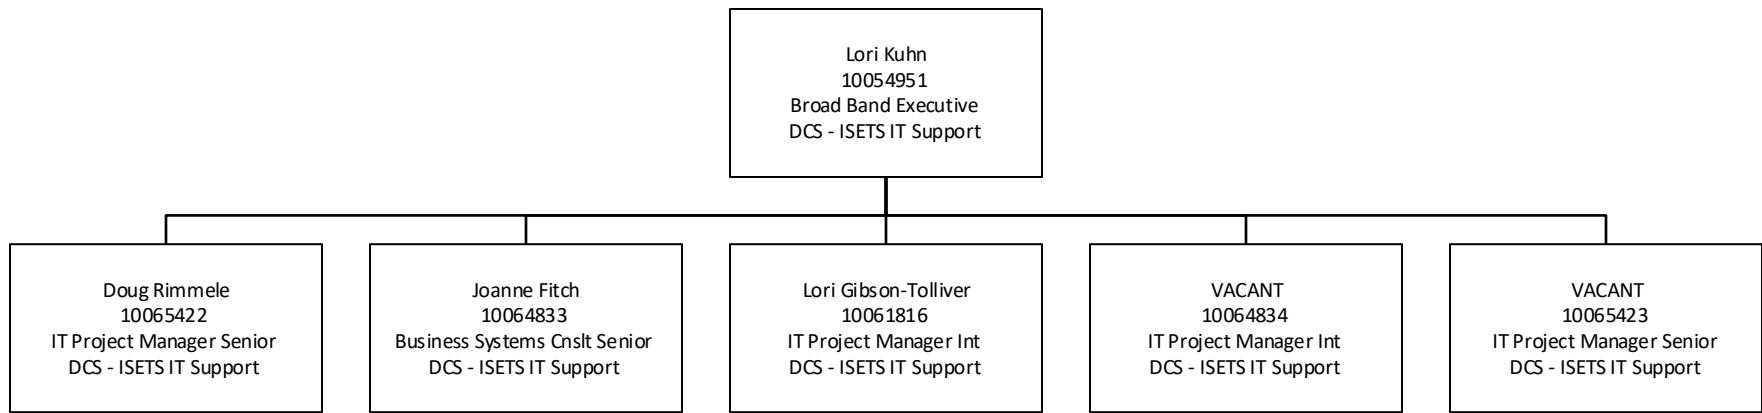 Lori Kuhn
10054951
Broad Band Executive
DCS - ISETS IT Support
Doug Rimmele
10065422
IT Project Manager Senior
DCS - ISETS IT Support
Joanne Fitch
10064833
Business Systems Cnslt Senior
DCS - ISETS IT Support
Lori Gibson-Tolliver
10061816
IT Project Manager Int
DCS - ISETS IT Support
VACANT
10064834
IT Project Manager Int
DCS - ISETS IT Support
VACANT
10065423
IT Project Manager Senior
DCS - ISETS IT Support